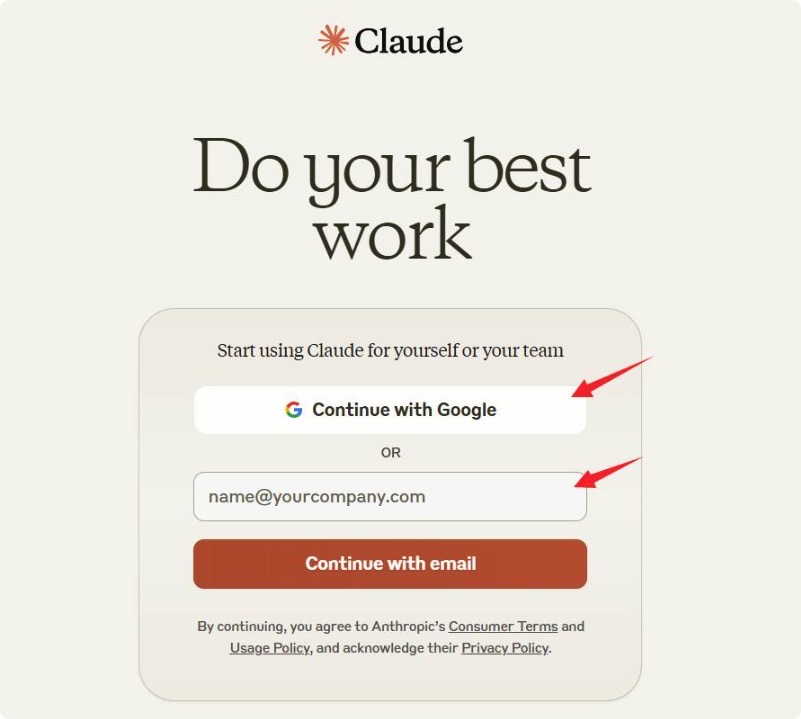 Claude
Do your best
work
Start using Claude for yourself or your team
Continue with Google
OR
name@yourcompany.com
Continue with email
By continuing, you agree to Anthropic's Consumer Terms and
Usage Policy, and acknowledge their Privacy Policy.